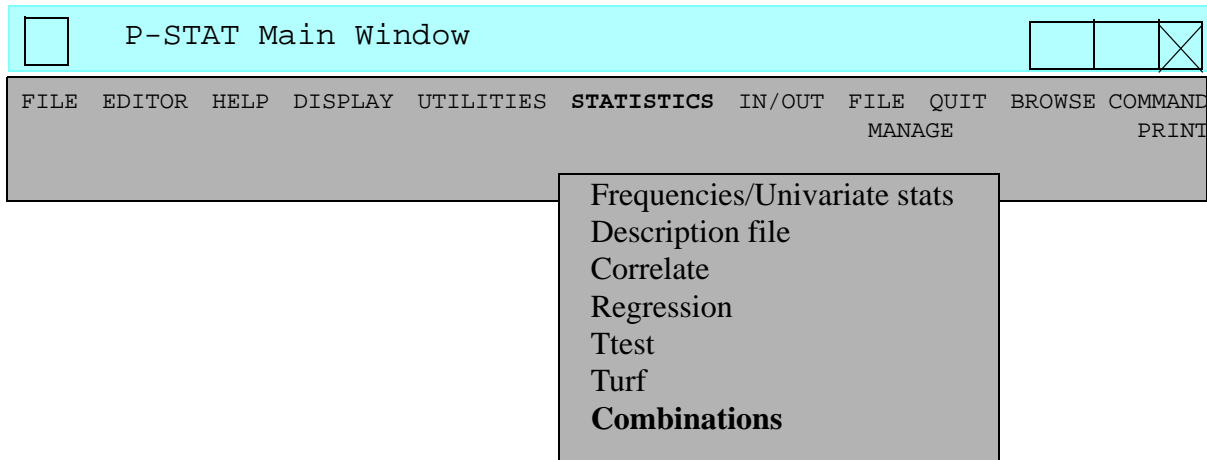 P-STAT Main Window
FILE EDITOR HELP DISPLAY UTILITIES STATISTICS IN/OUT FILE QUIT BROWSE COMMAND
MANAGE PRINT
Frequencies/Univariate stats
Description file
Correlate
Regression
Ttest
Turf
Combinations